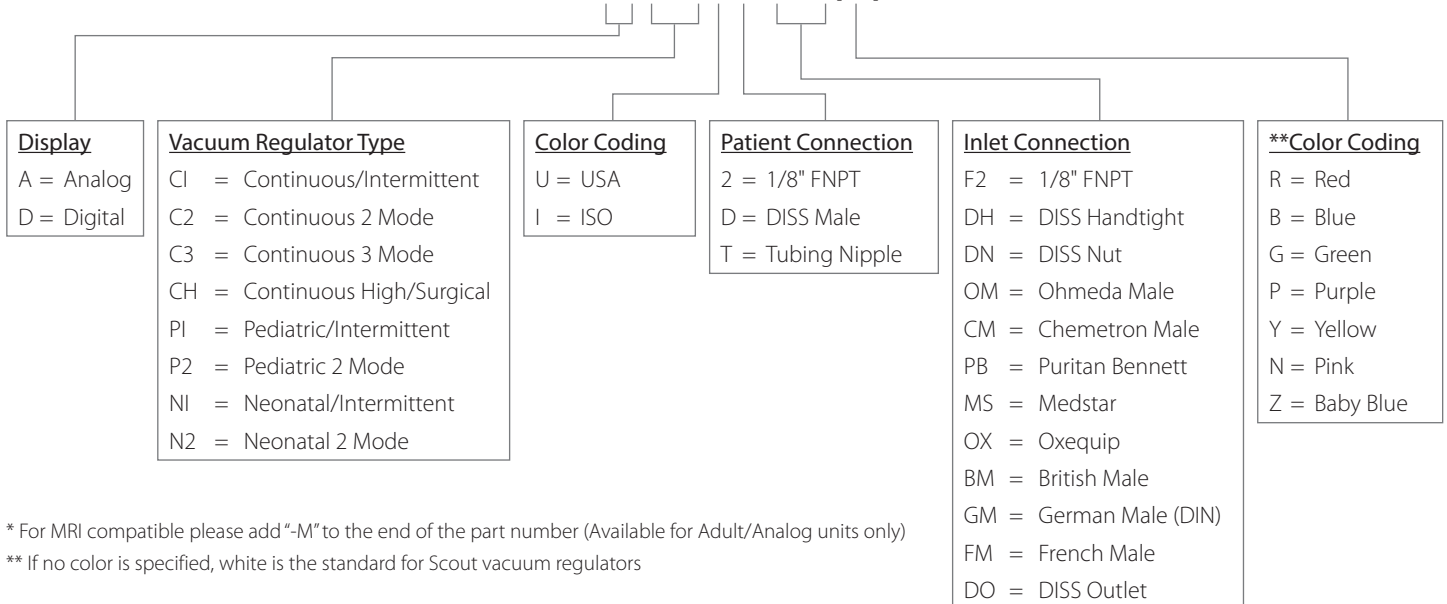 Display
A = Analog
D = Digital
Vacuum Regulator Type
CI = Continuous/Intermittent
C2 = Continuous 2 Mode
C3 = Continuous 3 Mode
CH = Continuous High/Surgical
PI = Pediatric/Intermittent
P2 = Pediatric 2 Mode
NI = Neonatal/Intermittent
N2 = Neonatal 2 Mode
Color Coding
U = USA
I = ISO
Patient Connection
2 = 1/8" FNPT
D = DISS Male
T = Tubing Nipple
Inlet Connection
F2 = 1/8" FNPT
DH = DISS Handtight
DN = DISS Nut
OM = Ohmeda Male
CM = Chemetron Male
PB = Puritan Bennett
MS = Medstar
OX = Oxequip
BM = British Male
GM = German Male (DIN)
FM = French Male
DO = DISS Outlet
**Color Coding
R = Red
B = Blue
G = Green
P = Purple
Y = Yellow
N = Pink
Z = Baby Blue
* For MRI compatible please add "-M" to the end of the part number (Available for Adult/Analog units only)
** If no color is specified, white is the standard for Scout vacuum regulators